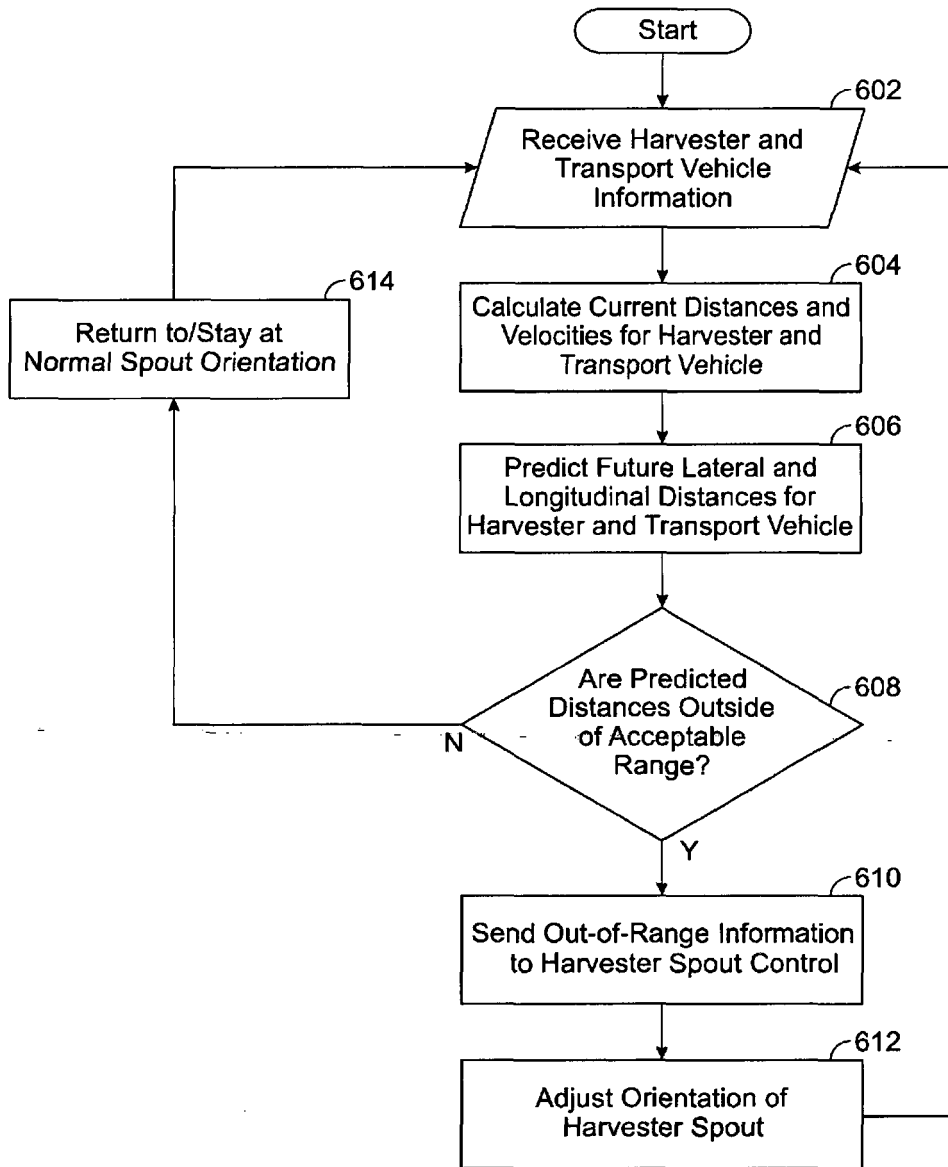 Start
602
Receive Harvester and
Transport Vehicle
Information
604
Calculate Current Distances and
Velocities for Harvester and
Transport Vehicle
614
Return to/Stay at
Normal Spout Orientation
606
Predict Future Lateral and
Longitudinal Distances for
Harvester and Transport Vehicle
608
Are Predicted
Distances Outside
of Acceptable
Range?
N
Y
610
Send Out-of-Range Information
to Harvester Spout Control
612
Adjust Orientation of
Harvester Spout